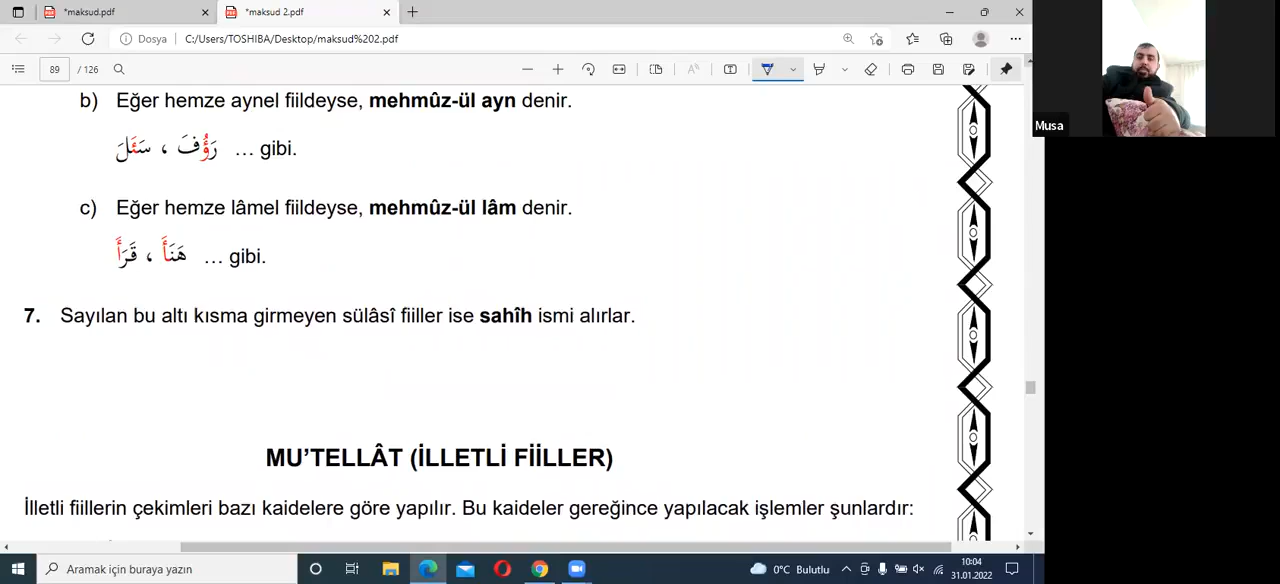 *maksud.pdf
*maksud 2.pdf
Dosya
C:/Users/TOSHIBA/Desktop/maksud%202.pdf
89 / 126
Musa
b) Eğer hemze aynel fiildeyse, mehmûz-ül ayn denir.
رَؤُفَ ، سَئَلَ … gibi.
c) Eğer hemze lâmel fiildeyse, mehmûz-ül lâm denir.
هَنَأَ ، قَرَأَ … gibi.
7. Sayılan bu altı kısma girmeyen sülâsî fiiller ise sahîh ismi alırlar.
MU’TELLÂT (İLLETLİ FİİLLER)
İlletli fiillerin çekimleri bazı kaidelere göre yapılır. Bu kaideler gereğince yapılacak işlemler şunlardır:
Aramak için buraya yazın
0°C Bulutlu
10:04
31.01.2022